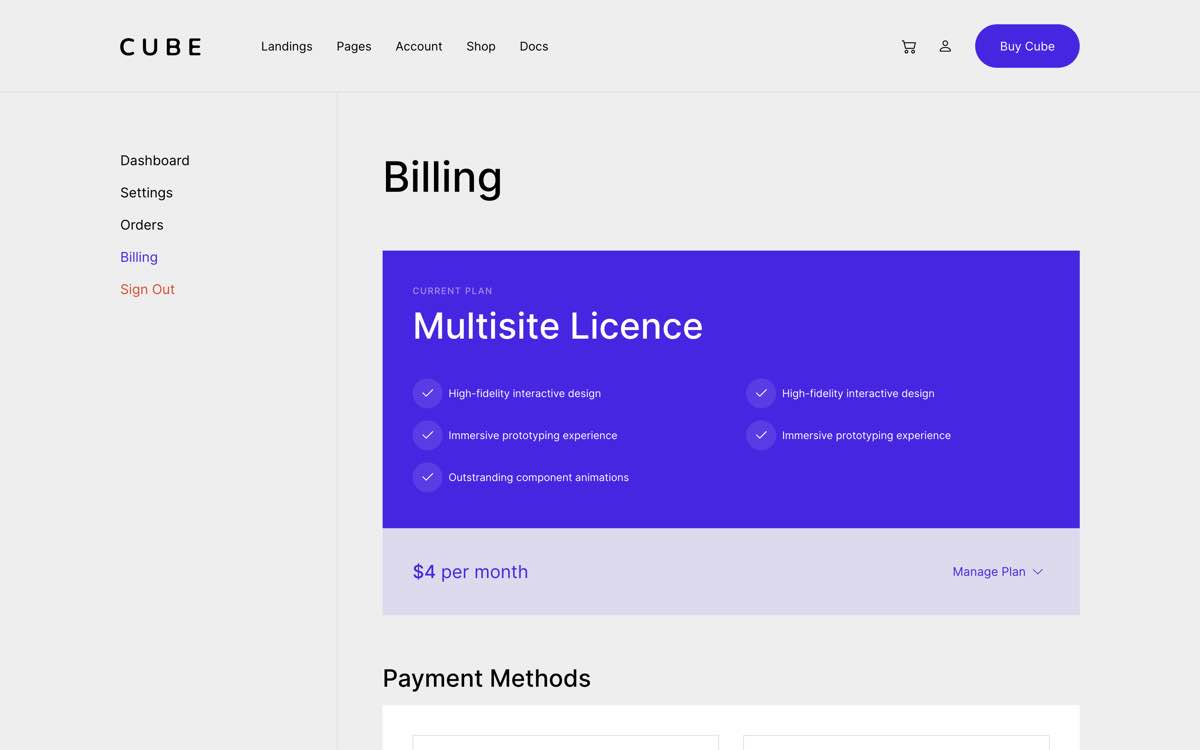 CUBE
Landings
Pages
Account
Shop
Docs
Buy Cube
Dashboard
Settings
Orders
Billing
Sign Out
Billing
CURRENT PLAN
Multisite Licence
High-fidelity interactive design
High-fidelity interactive design
Immersive prototyping experience
Immersive prototyping experience
Outstranding component animations
$4 per month
Manage Plan
Payment Methods